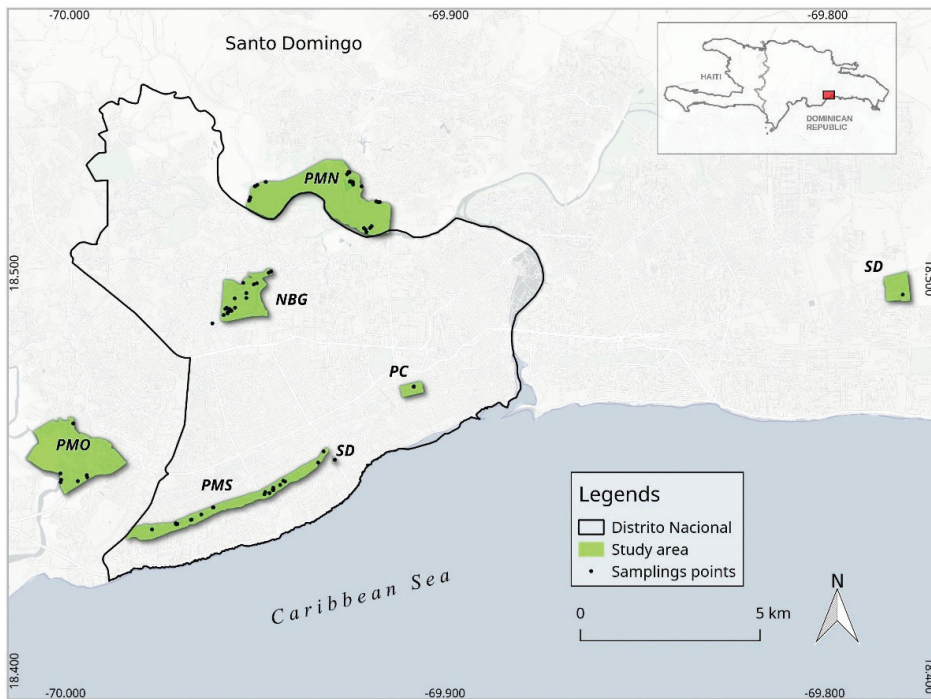 -70.000
-69.900
-69.800
Santo Domingo
HAITI
DOMINICAN
REPUBLIC
PMN
18.500
18.500
SD
NBG
PC
PMO
SD
PMS
Legends
Distrito Nacional
Study area
Samplings points
Caribbean Sea
N
0
5 km
18.400
18.400
-70.000
-69.900
-69.800